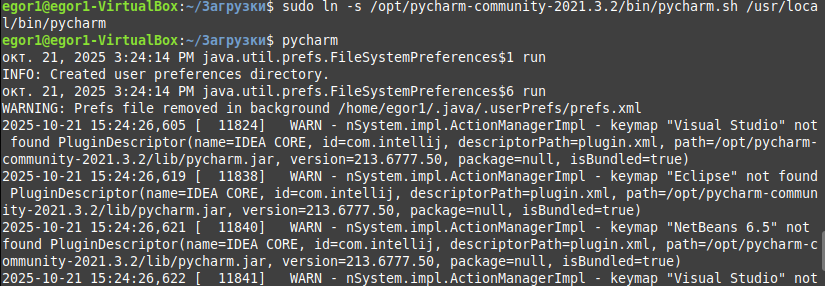 egor1@egor1-VirtualBox:~/Загрузки$ sudo ln -s /opt/pycharm-community-2021.3.2/bin/pycharm.sh /usr/loca
l/bin/pycharm
egor1@egor1-VirtualBox:~/Загрузки$ pycharm
окт. 21, 2025 3:24:14 PM java.util.prefs.FileSystemPreferences$1 run
INFO: Created user preferences directory.
окт. 21, 2025 3:24:14 PM java.util.prefs.FileSystemPreferences$6 run
WARNING: Prefs file removed in background /home/egor1/.java/.userPrefs/prefs.xml
2025-10-21 15:24:26,605 [  11824]   WARN - nSystem.impl.ActionManagerImpl - keymap "Visual Studio" not
 found PluginDescriptor(name=IDEA CORE, id=com.intellij, descriptorPath=plugin.xml, path=/opt/pycharm-
community-2021.3.2/lib/pycharm.jar, version=213.6777.50, package=null, isBundled=true)
2025-10-21 15:24:26,619 [  11838]   WARN - nSystem.impl.ActionManagerImpl - keymap "Eclipse" not found
 PluginDescriptor(name=IDEA CORE, id=com.intellij, descriptorPath=plugin.xml, path=/opt/pycharm-commun
ity-2021.3.2/lib/pycharm.jar, version=213.6777.50, package=null, isBundled=true)
2025-10-21 15:24:26,621 [  11840]   WARN - nSystem.impl.ActionManagerImpl - keymap "NetBeans 6.5" not 
found PluginDescriptor(name=IDEA CORE, id=com.intellij, descriptorPath=plugin.xml, path=/opt/pycharm-c
ommunity-2021.3.2/lib/pycharm.jar, version=213.6777.50, package=null, isBundled=true)
2025-10-21 15:24:26,622 [  11841]   WARN - nSystem.impl.ActionManagerImpl - keymap "Visual Studio" not